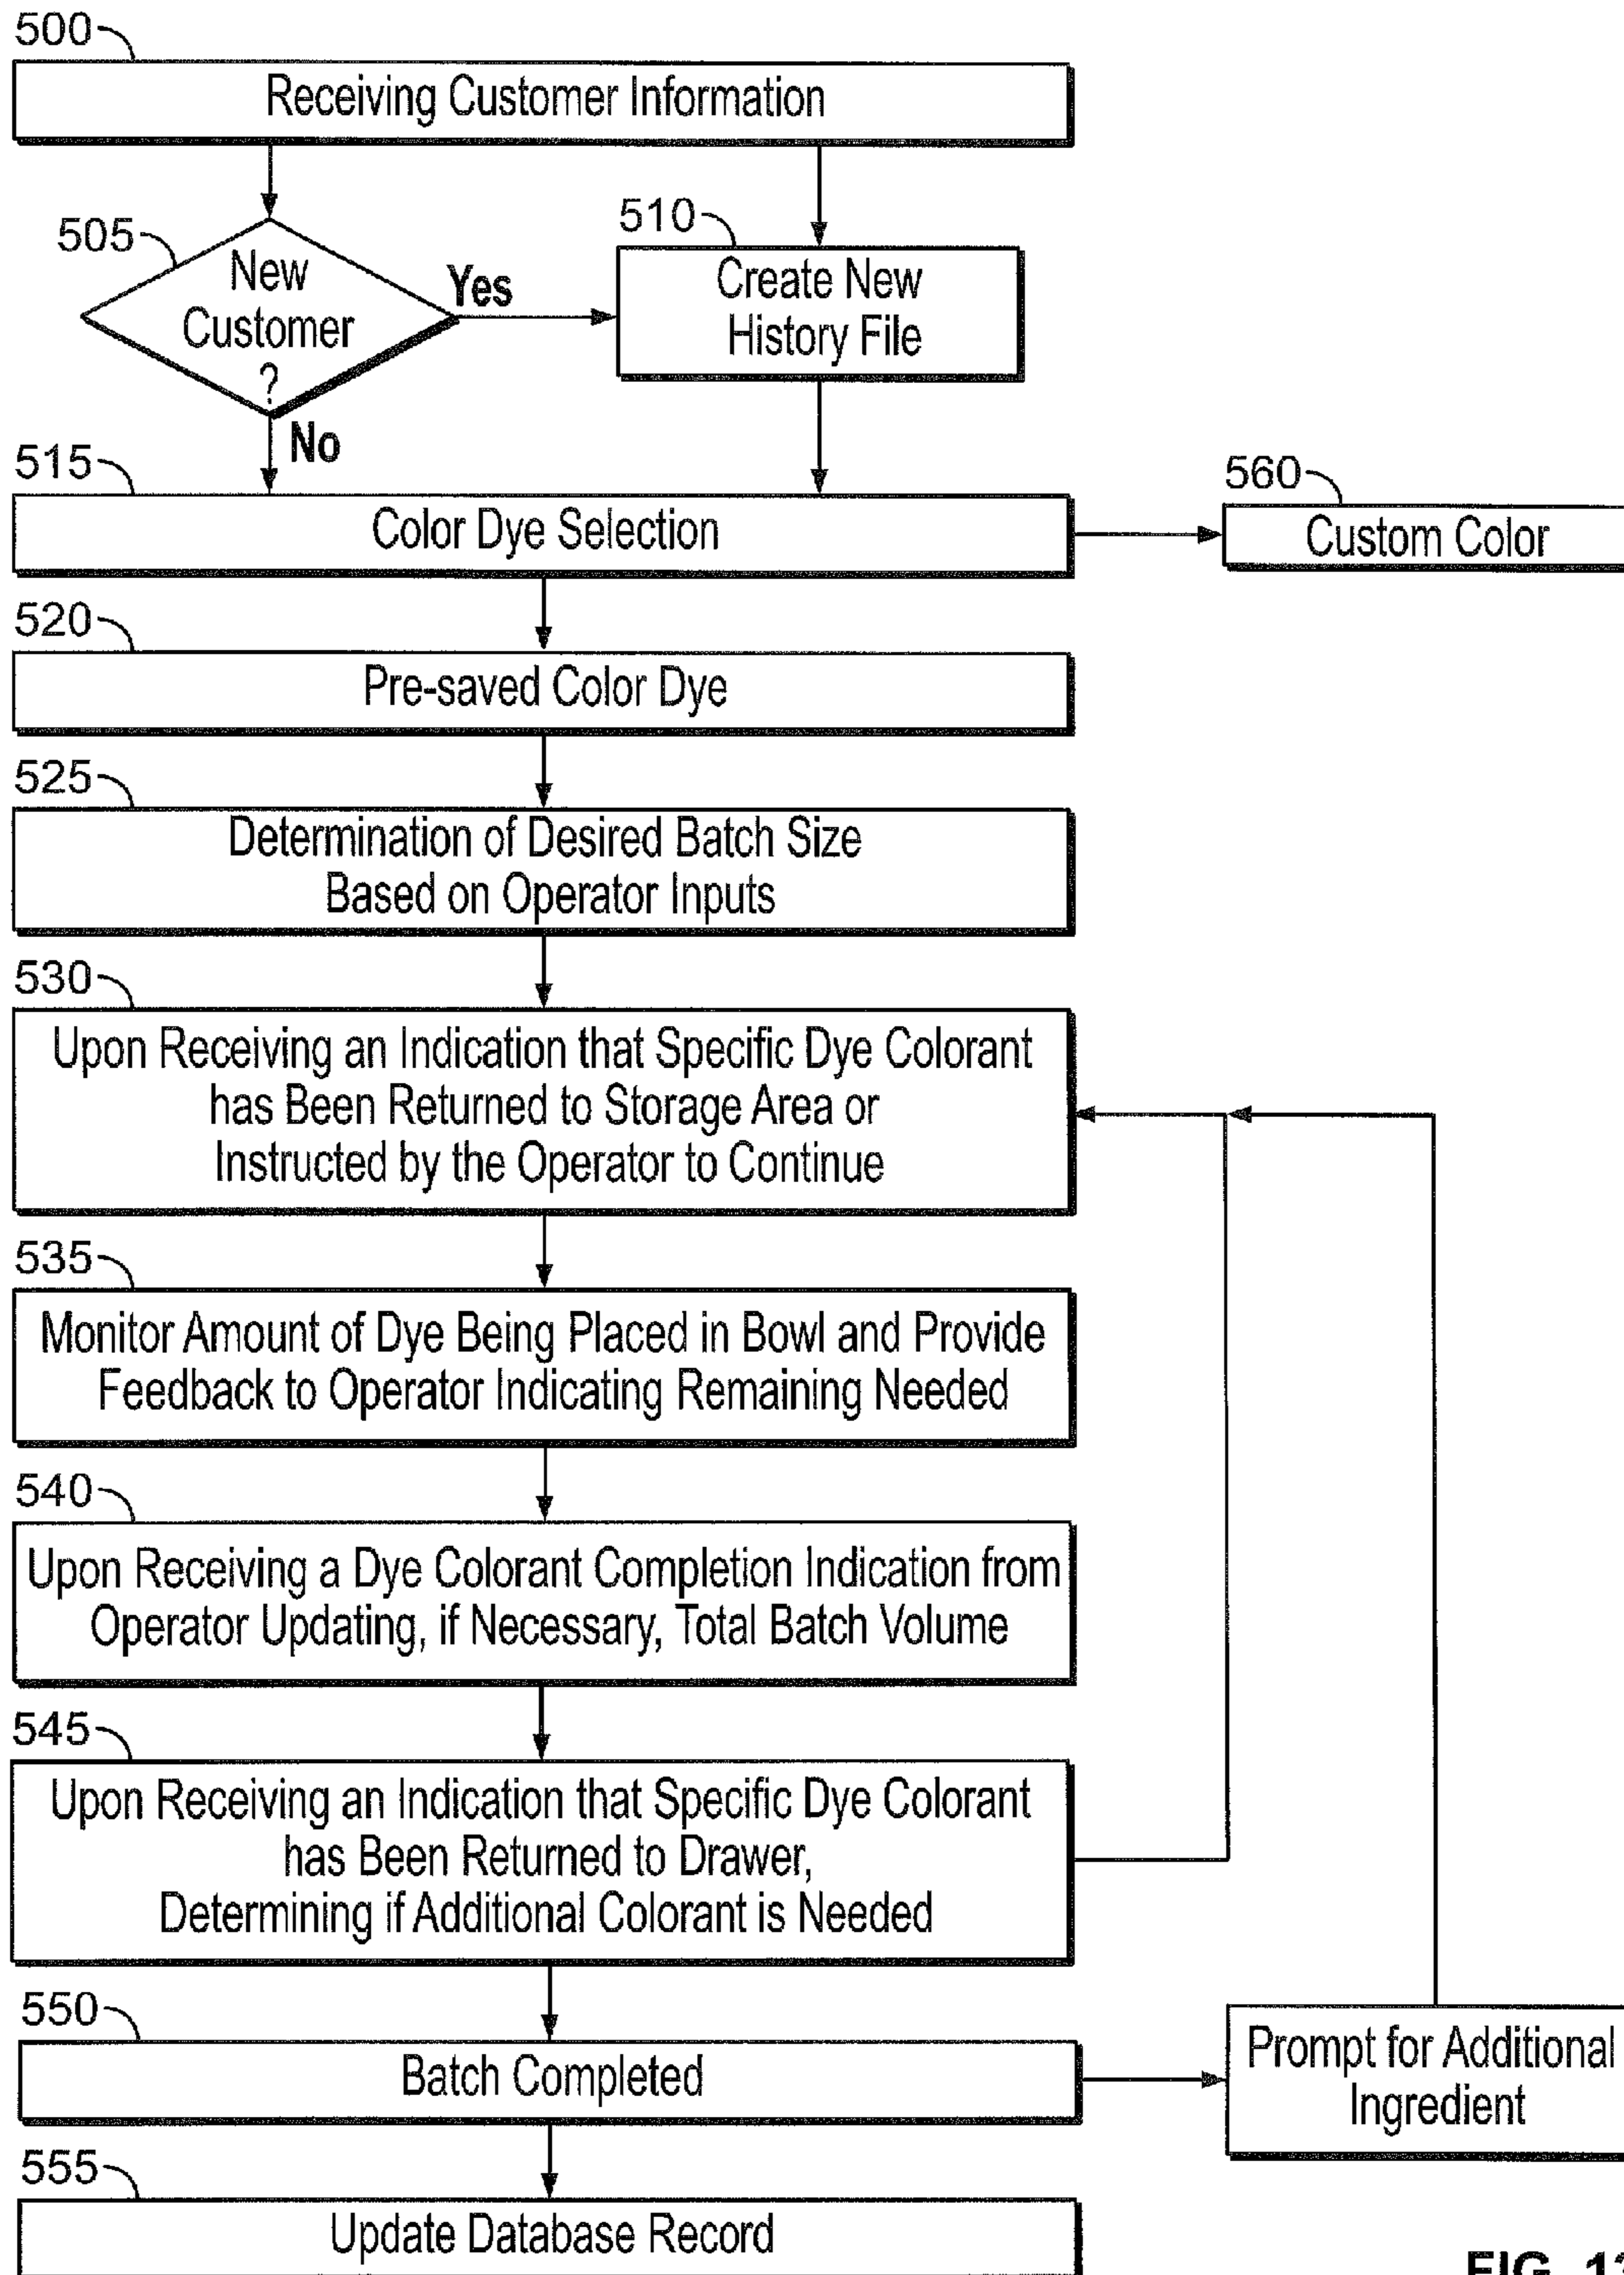 500
Receiving Customer Information
505
New
Customer
?
Yes
No
510
Create New
History File
515
Color Dye Selection
560
Custom Color
520
Pre-saved Color Dye
525
Determination of Desired Batch Size
Based on Operator Inputs
530
Upon Receiving an Indication that Specific Dye Colorant
has Been Returned to Storage Area or
Instructed by the Operator to Continue
535
Monitor Amount of Dye Being Placed in Bowl and Provide
Feedback to Operator Indicating Remaining Needed
540
Upon Receiving a Dye Colorant Completion Indication from
Operator Updating, if Necessary, Total Batch Volume
545
Upon Receiving an Indication that Specific Dye Colorant
has Been Returned to Drawer,
Determining if Additional Colorant is Needed
550
Batch Completed
Prompt for Additional
Ingredient
555
Update Database Record
FIG.